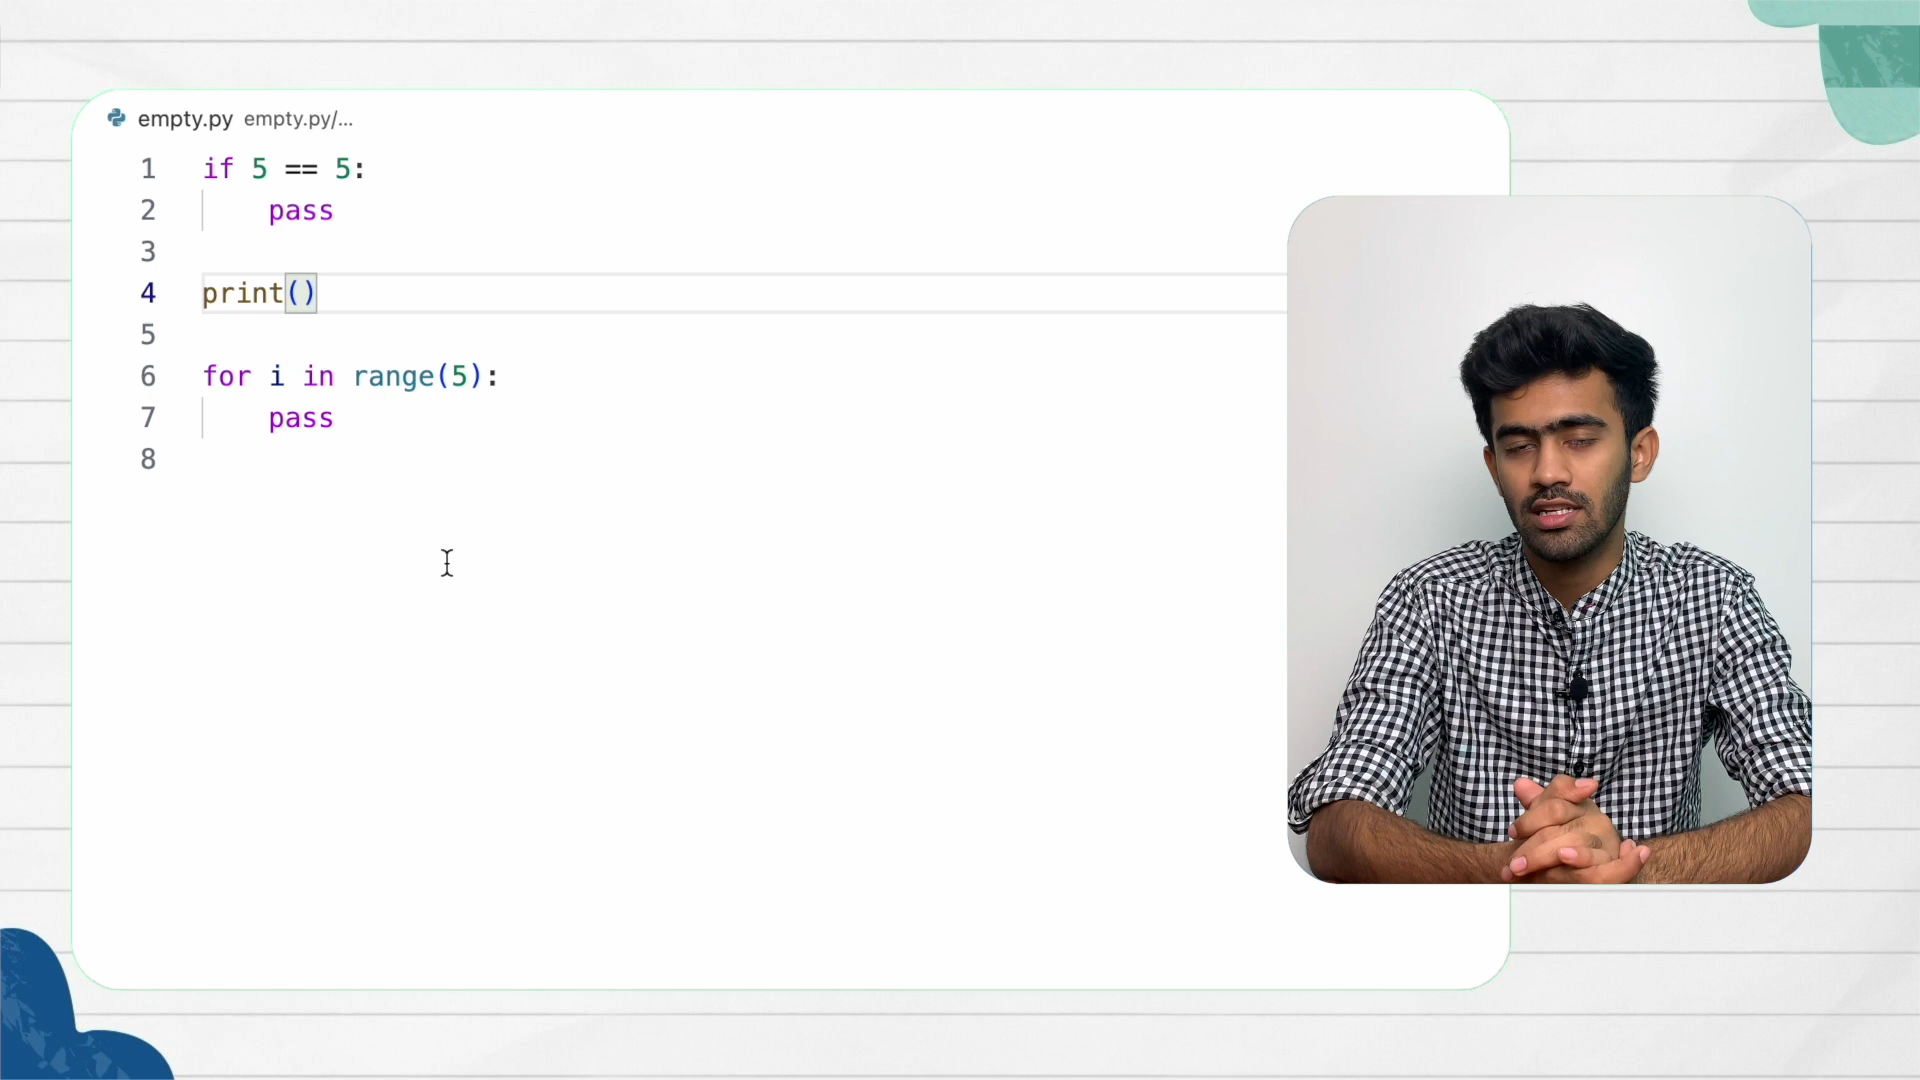 empty.py empty.py/...
1 if 5 == 5:
2     pass
3
4 print()
5
6 for i in range(5):
7     pass
8